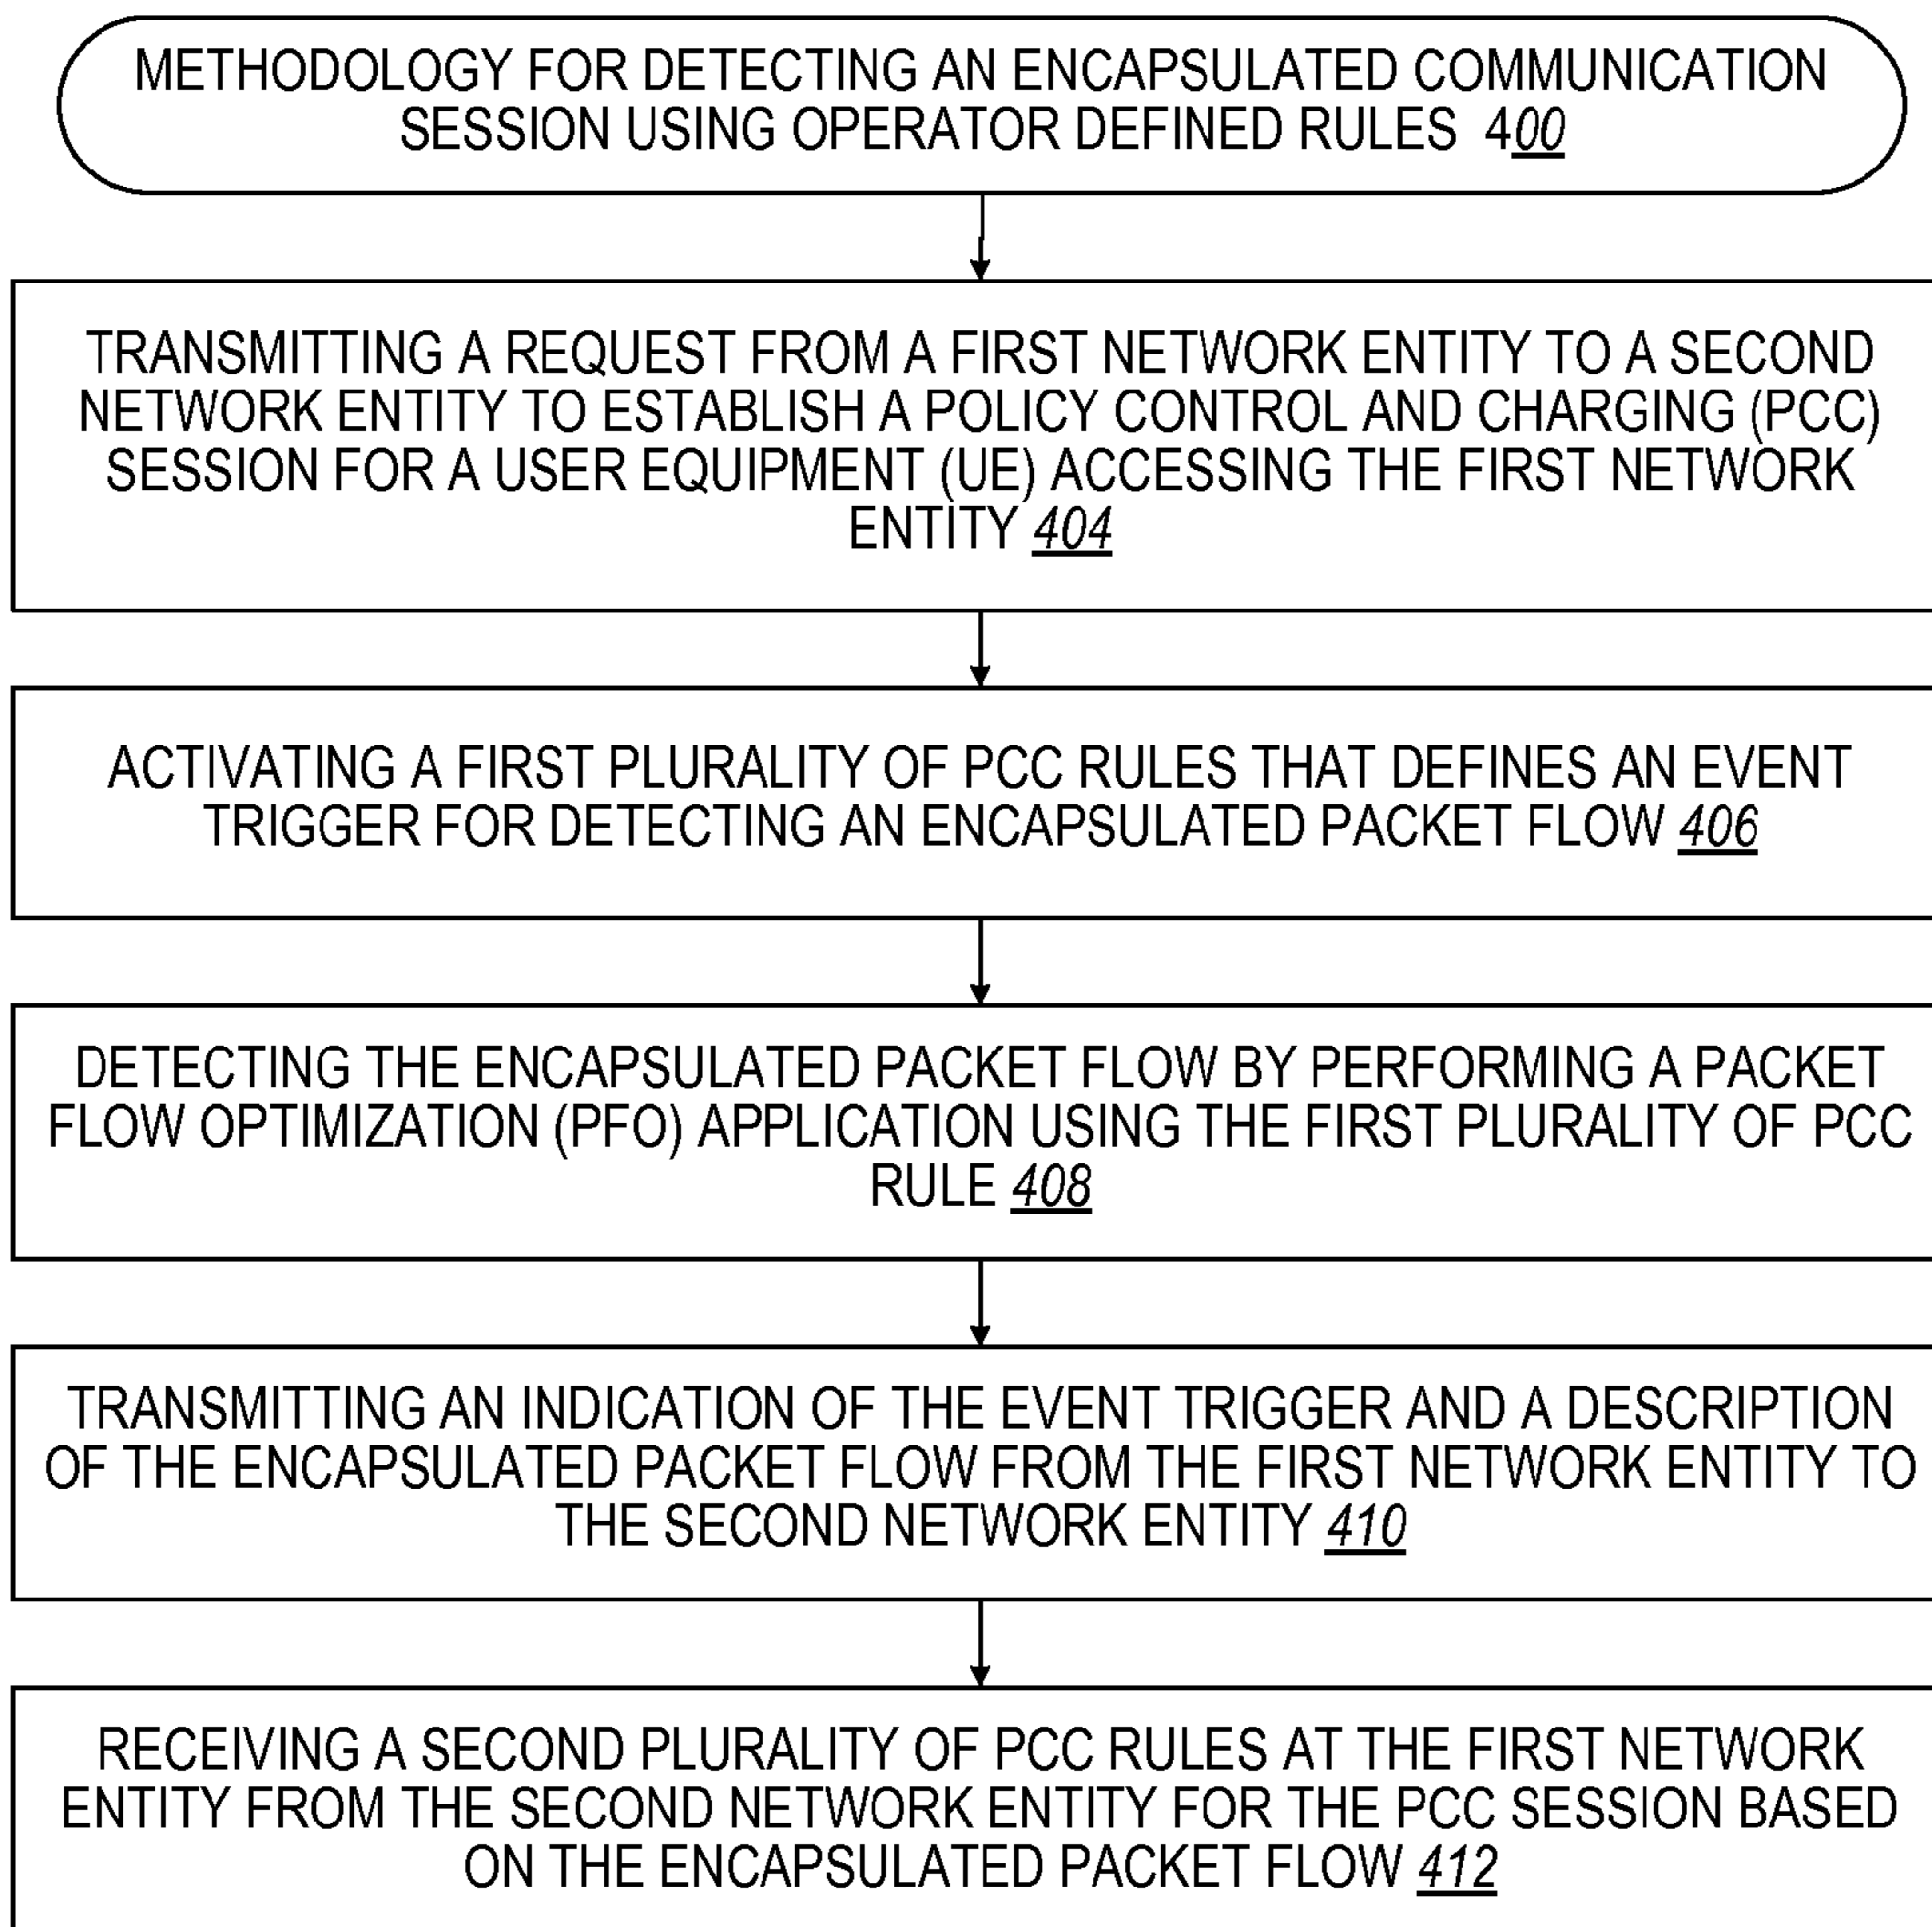 METHODOLOGY FOR DETECTING AN ENCAPSULATED COMMUNICATION
SESSION USING OPERATOR DEFINED RULES 400
TRANSMITTING A REQUEST FROM A FIRST NETWORK ENTITY TO A SECOND
NETWORK ENTITY TO ESTABLISH A POLICY CONTROL AND CHARGING (PCC)
SESSION FOR A USER EQUIPMENT (UE) ACCESSING THE FIRST NETWORK
ENTITY 404
ACTIVATING A FIRST PLURALITY OF PCC RULES THAT DEFINES AN EVENT
TRIGGER FOR DETECTING AN ENCAPSULATED PACKET FLOW 406
DETECTING THE ENCAPSULATED PACKET FLOW BY PERFORMING A PACKET
FLOW OPTIMIZATION (PFO) APPLICATION USING THE FIRST PLURALITY OF PCC
RULE 408
TRANSMITTING AN INDICATION OF THE EVENT TRIGGER AND A DESCRIPTION
OF THE ENCAPSULATED PACKET FLOW FROM THE FIRST NETWORK ENTITY TO
THE SECOND NETWORK ENTITY 410
RECEIVING A SECOND PLURALITY OF PCC RULES AT THE FIRST NETWORK
ENTITY FROM THE SECOND NETWORK ENTITY FOR THE PCC SESSION BASED
ON THE ENCAPSULATED PACKET FLOW 412